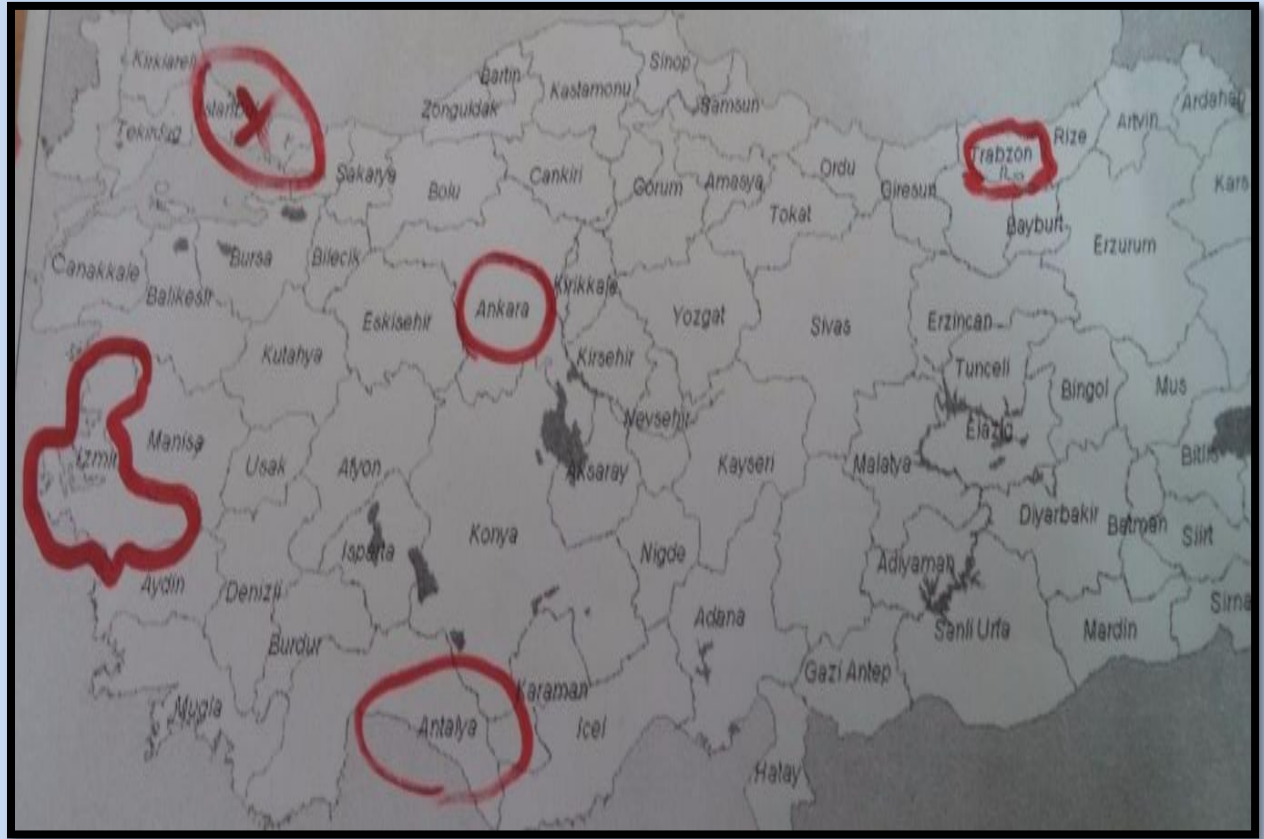 Kirklareli
Istanbul
X
Tekirdag
Bartin
Zonguldak
Kastamonu
Sinop
Samsun
Sakarya
Bolu
Cankiri
Corum
Amasya
Tokat
Ordu
Giresun
Trabzon
Rize
Artvin
Ardahan
Kars
Bayburt
Erzurum
Canakkale
Balikesir
Bursa
Bilecik
Eskisehir
Ankara
Kirikkale
Yozgat
Sivas
Erzincan
Kutahya
Kirsehir
Tunceli
Bingol
Mus
Izmir
Manisa
Usak
Afyon
Nevsehir
Aksaray
Kayseri
Malatya
Elazig
Bitlis
Isparta
Konya
Nigde
Diyarbakir
Batman
Siirt
Adiyaman
Aydin
Denizli
Burdur
Adana
Sanli Urfa
Mardin
Sirna
Mugla
Antalya
Karaman
Icel
Gazi Antep
Hatay